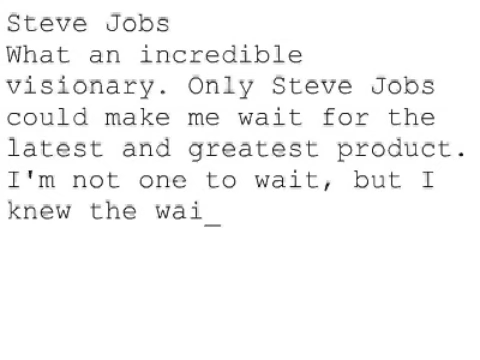 Steve Jobs
What an incredible
visionary. Only Steve Jobs
could make me wait for the
latest and greatest product.
I'm not one to wait, but I
knew the wai_